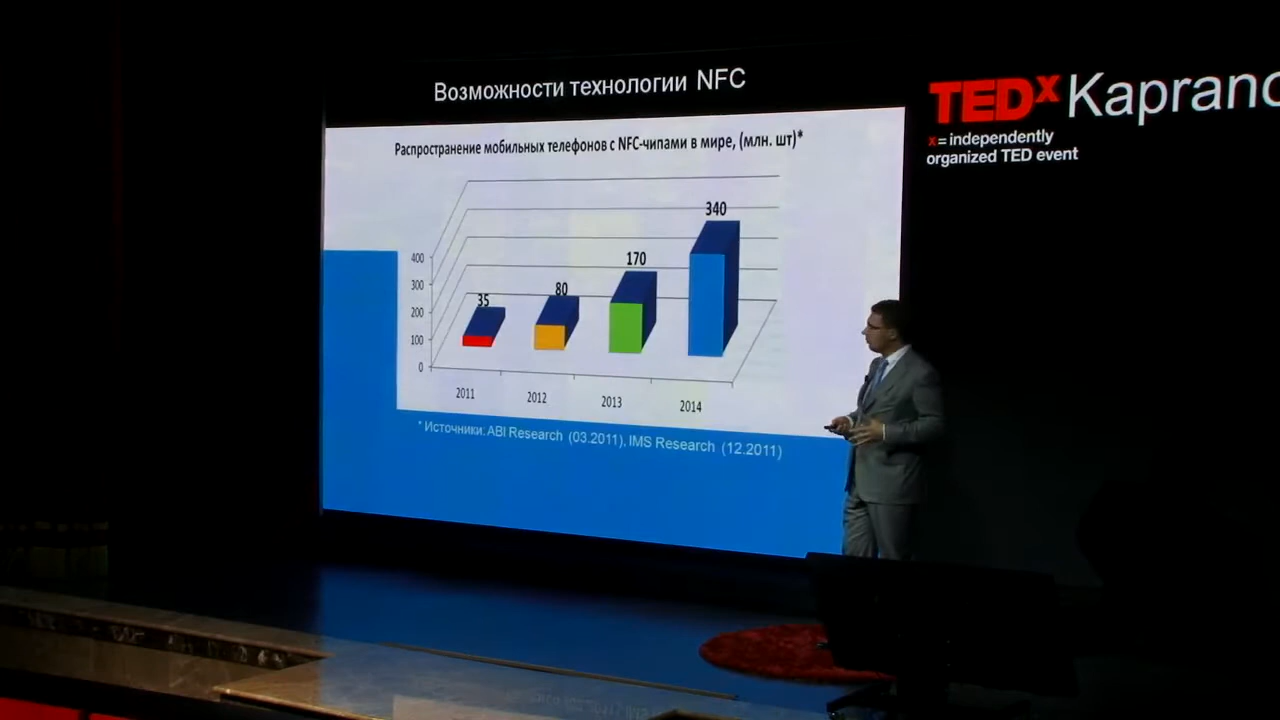 Возможности технологии NFC
Распространение мобильных телефонов с NFC-чипами в мире, (млн. шт)*
400
300
200
100
0
35
80
170
340
2011
2012
2013
2014
* Источники: ABI Research (03.2011), IMS Research (12.2011)
TEDx Kapranc
x = independently
organized TED event